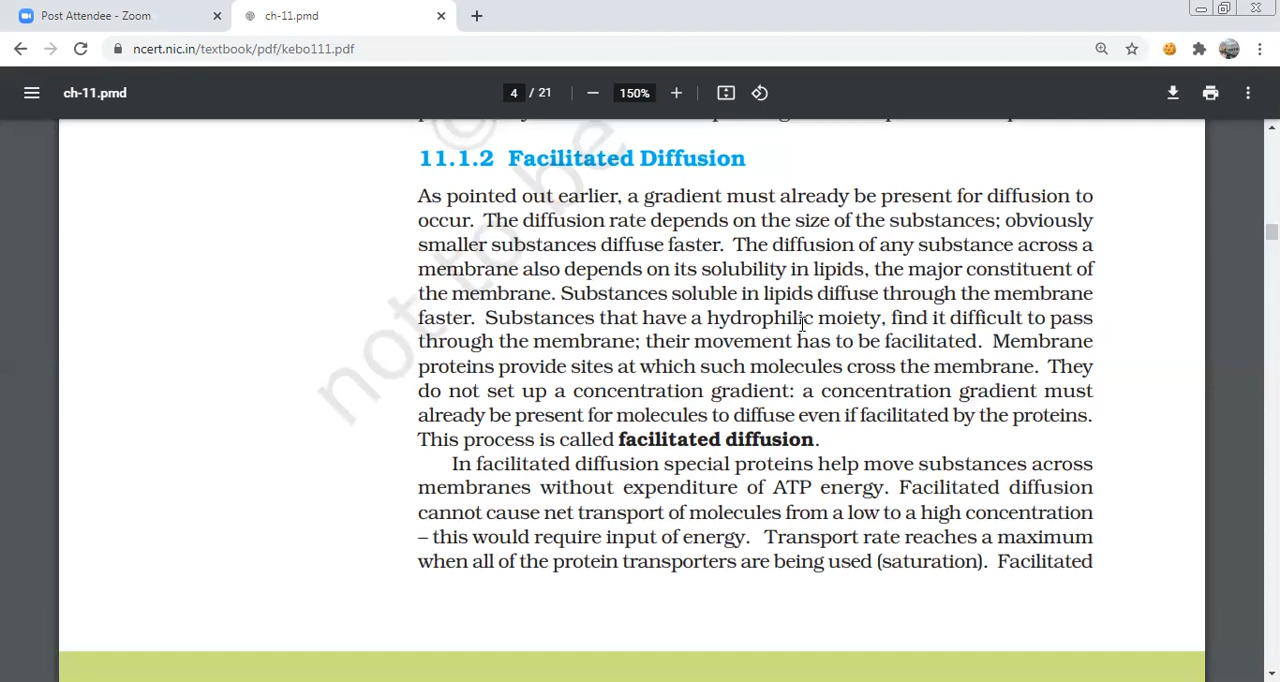 Post Attendee - Zoom
ch-11.pmd
ncert.nic.in/textbook/pdf/kebo111.pdf
ch-11.pmd
4 / 21
150%
11.1.2 Facilitated Diffusion
As pointed out earlier, a gradient must already be present for diffusion to
occur. The diffusion rate depends on the size of the substances; obviously
smaller substances diffuse faster. The diffusion of any substance across a
membrane also depends on its solubility in lipids, the major constituent of
the membrane. Substances soluble in lipids diffuse through the membrane
faster. Substances that have a hydrophilic moiety, find it difficult to pass
through the membrane; their movement has to be facilitated. Membrane
proteins provide sites at which such molecules cross the membrane. They
do not set up a concentration gradient: a concentration gradient must
already be present for molecules to diffuse even if facilitated by the proteins.
This process is called facilitated diffusion.
In facilitated diffusion special proteins help move substances across
membranes without expenditure of ATP energy. Facilitated diffusion
cannot cause net transport of molecules from a low to a high concentration
– this would require input of energy. Transport rate reaches a maximum
when all of the protein transporters are being used (saturation). Facilitated
©
not to be